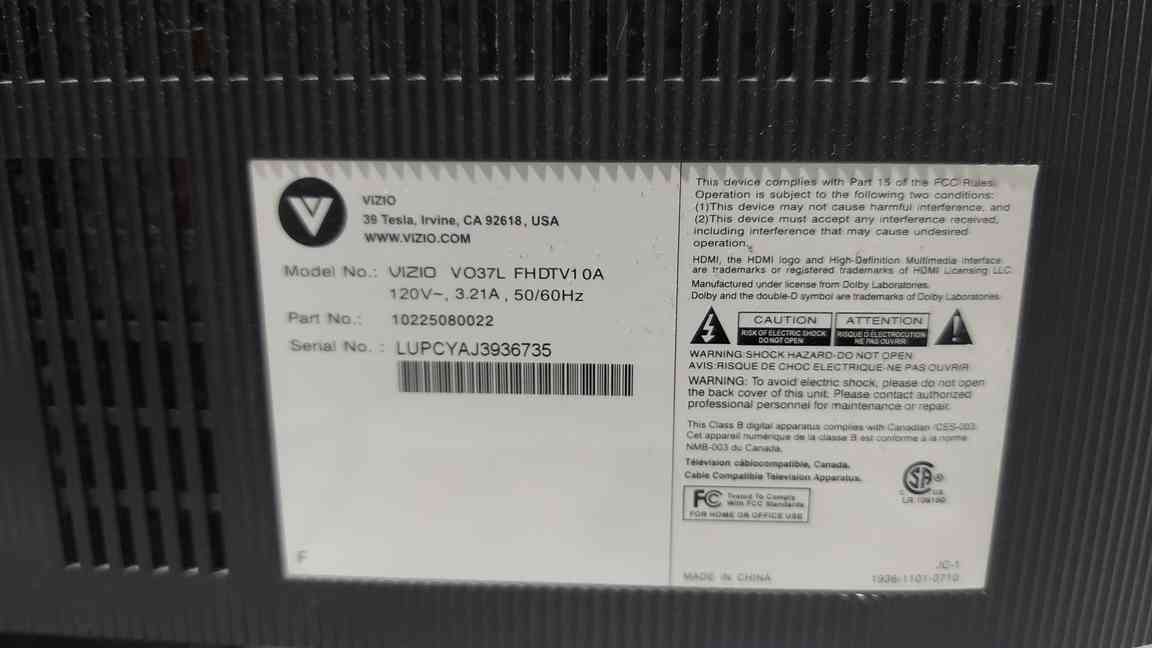 VIZIO
39 Tesla, Irvine, CA 92618, USA
WWW.VIZIO.COM
Model No.: VIZIO VO37L FHDTV10A
120V~, 3.21A, 50/60Hz
Part No.: 10225080022
Serial No. : LUPCYAJ3936735
F
This device complies with Part 15 of the FCC Rules.
Operation is subject to the following two conditions:
(1)This device may not cause harmful interference, and
(2)This device must accept any interference received,
including interference that may cause undesired
operation.
HDMI, the HDMI logo and High-Definition Multimedia Interface
are trademarks or registered trademarks of HDMI Licensing LLC.
Manufactured under license from Dolby Laboratories.
Dolby and the double-D symbol are trademarks of Dolby Laboratories.
CAUTION
RISK OF ELECTRIC SHOCK
DO NOT OPEN
ATTENTION
RISQUE D'ÉLECTROCUTION
NE PAS OUVRIR
WARNING:SHOCK HAZARD-DO NOT OPEN
AVIS:RISQUE DE CHOC ELECTRIQUE-NE PAS OUVRIR
WARNING: To avoid electric shock, please do not open
the back cover of this unit. Please contact authorized
professional personnel for maintenance or repair.
This Class B digital apparatus complies with Canadian ICES-003.
Cet appareil numérique de la classe B est conforme à la norme
NMB-003 du Canada.
Télévision câblocompatible, Canada.
Cable Compatible Television Apparatus.
FC Tested To Comply
With FCC Standards
FOR HOME OR OFFICE USE
SA ®
C US
MADE IN CHINA
JC-1
1936-1101-3710